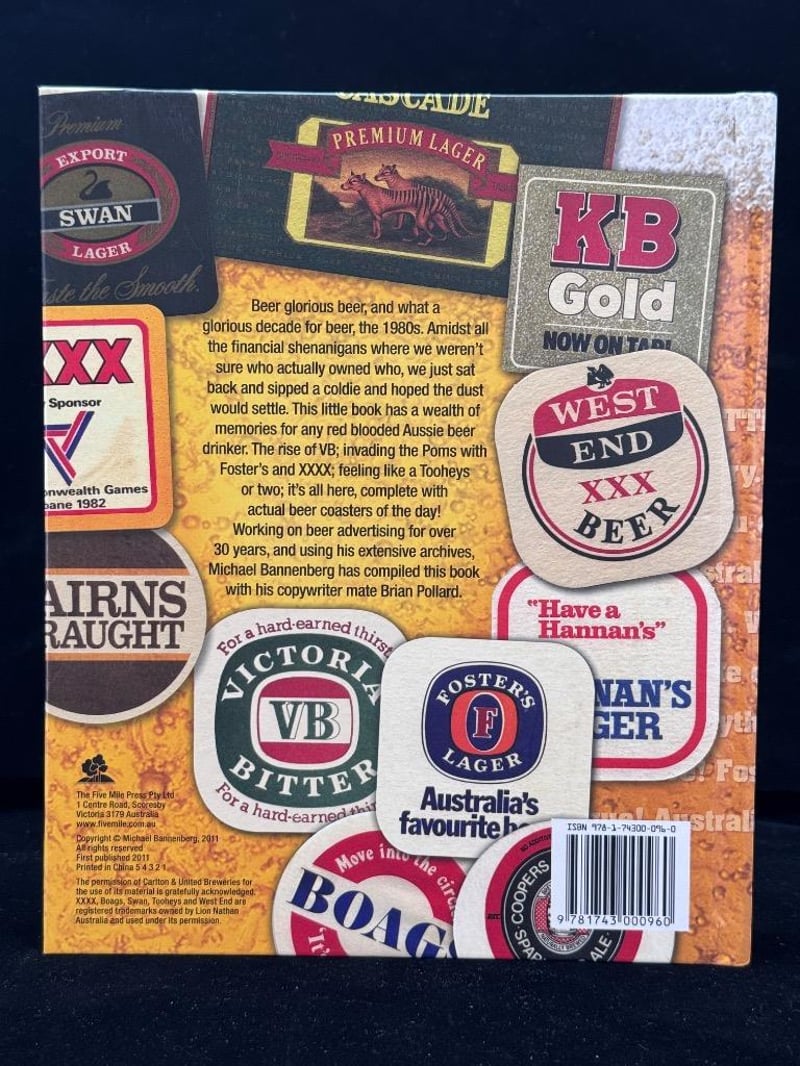 CASCADE
PREMIUM LAGER
Premium
EXPORT
SWAN
LAGER
the Smooth.
KB
Gold
NOW ON TAP!
XXX
Sponsor
1982
Beer glorious beer, and what a
glorious decade for beer, the 1980s. Amidst all
the financial shenanigans where we weren't
sure who actually owned who, we just sat
back and sipped a coldie and hoped the dust
would settle. This little book has a wealth of
memories for any red blooded Aussie beer
drinker. The rise of VB; invading the Poms with
Foster's and XXXX; feeling like a Tooheys
or two; it's all here, complete with
actual beer coasters of the day!
Working on beer advertising for over
30 years, and using his extensive archives,
Michael Bannenberg has compiled this book
with his copywriter mate Brian Pollard.
WEST
END
XXX
BEER
AIRNS
RAUGHT
"Have a
Hannan's"
NAN'S
GER
For a hard-earned thirst
VICTORIA
VB
BITTER
For a hard-earned
FOSTER'S
F
LAGER
Australia's
favourite
The Five Mile Press Pty Ltd
1 Centre Road, Scoresby
Victoria 3179 Australia
www.fivemile.com.au
Copyright © Michael Bannenberg, 2011
All rights reserved
First published 2011
Printed in China 5 4 3 2 1
The permission of Carlton & United Breweries for
the use of its material is gratefully acknowledged.
XXXX, Boags, Swan, Tooheys and West End are
registered trademarks owned by Lion Nathan
Australia and used under its permission.
Move into the
BOAG'
It's
COOPERS
SPAR
ALE
ISBN 978-1-74300-096-0
9 781743 000960